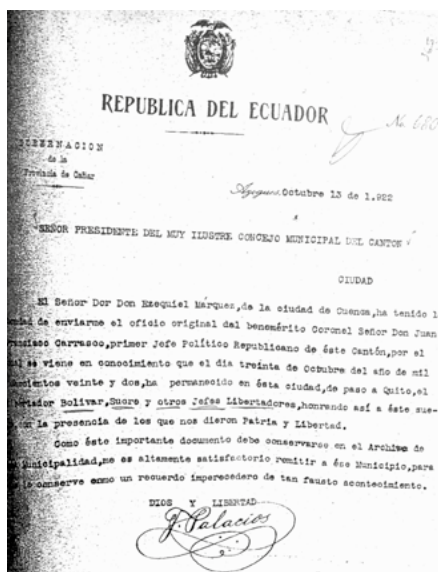 REPUBLICA DEL ECUADOR
No 680
GOBERNACION
de la
Provincia de Cañar
Azogues, Octubre 13 de 1.922
SEÑOR PRESIDENTE DEL MUY ILUSTRE CONCEJO MUNICIPAL DEL CANTON
CIUDAD
El Señor Dor Don Ezequiel Márquez, de la ciudad de Cuenca, ha tenido l
de enviarme el oficio original del benemérito Coronel Señor Don Juan
Francisco Carrasco, primer Jefe Político Republicano de éste Cantón, por el
se viene en conocimiento que el dia treinta de Octubre del año de mil
veinte y dos, ha permanecido en ésta ciudad, de paso a Quito, el
Libertador Bolivar, Sucre y otros Jefes Libertadores, honrando así a éste sue-
con la presencia de los que nos dieron Patria y Libertad.
Como éste importante documento debe conservarse en el Archivo de
Municipalidad, me es altamente satisfactorio remitir a ése Municipio, para
conserve como un recuerdo imperecedero de tan fausto acontecimiento.
DIOS Y LIBERTAD
J. Palacios